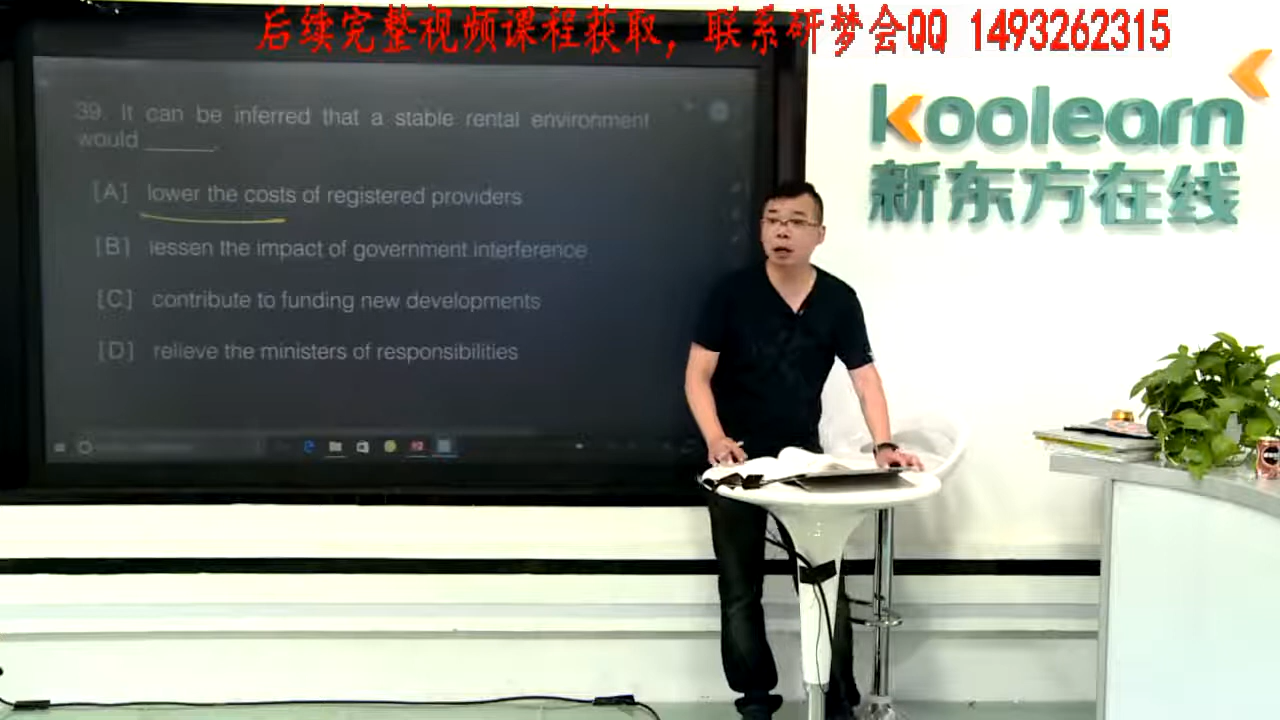 后续完整视频课程获取，联系研梦会QQ 1493262315
koolearn
新东方在线
39. It can be inferred that a stable rental environment
would ______.
[A] lower the costs of registered providers
[B] lessen the impact of government interference
[C] contribute to funding new developments
[D] relieve the ministers of responsibilities